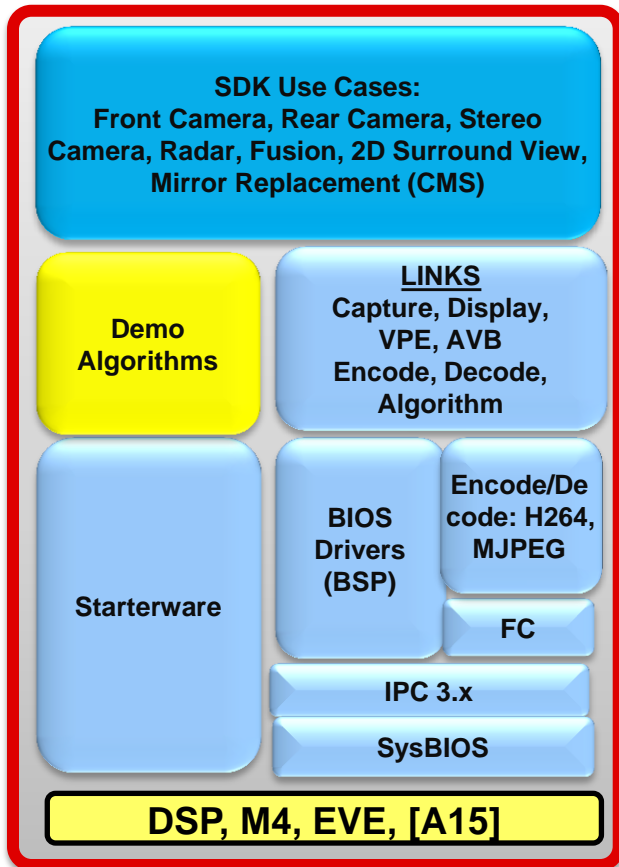 SDK Use Cases:
Front Camera, Rear Camera, Stereo
Camera, Radar, Fusion, 2D Surround View,
Mirror Replacement (CMS)
Demo
Algorithms
LINKS
Capture, Display,
VPE, AVB
Encode, Decode,
Algorithm
Starterware
BIOS
Drivers
(BSP)
Encode/De
code: H264,
MJPEG
FC
IPC 3.x
SysBIOS
DSP, M4, EVE, [A15]